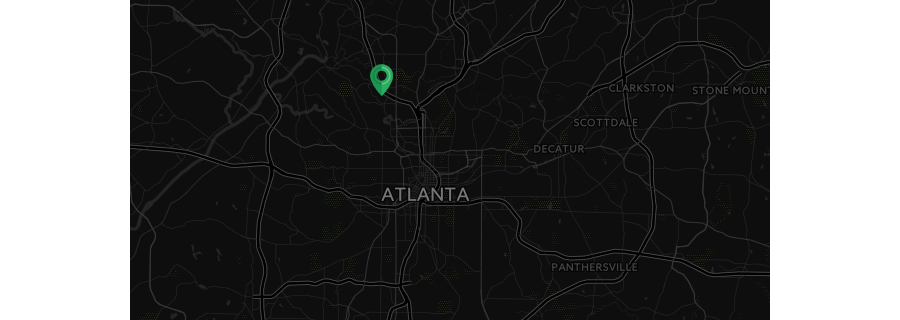 CLARKSTON
STONE MOUNT
SCOTTDALE
DECATUR
ATLANTA
PANTHERSVILLE